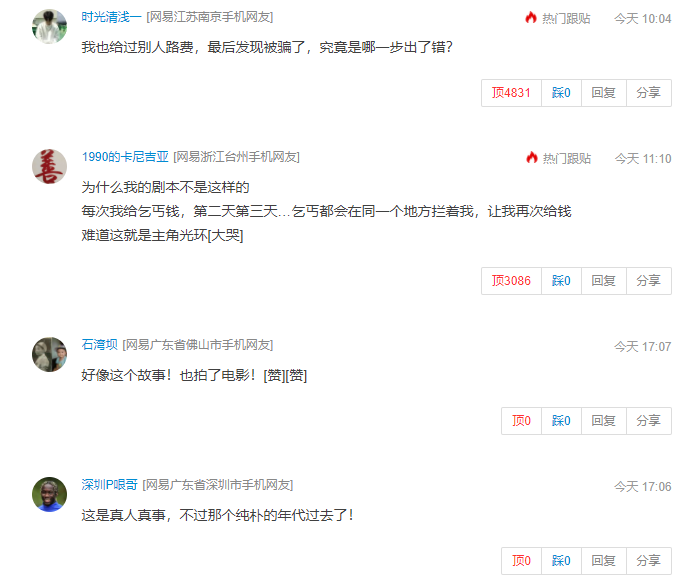 时光清浅一 [网易江苏南京手机网友] 热门跟贴 今天 10:04
我也给过别人路费，最后发现被骗了，究竟是哪一步出了错？
顶4831 踩0 回复 分享
1990的卡尼吉亚 [网易浙江台州手机网友] 热门跟贴 今天 11:10
为什么我的剧本不是这样的
每次我给乞丐钱，第二天第三天…乞丐都会在同一个地方拦着我，让我再次给钱
难道这就是主角光环[大哭]
顶3086 踩0 回复 分享
石湾坝 [网易广东省佛山市手机网友] 今天 17:07
好像这个故事！也拍了电影！[赞][赞]
顶0 踩0 回复 分享
深圳P哏哥 [网易广东省深圳市手机网友] 今天 17:06
这是真人真事，不过那个纯朴的年代过去了！
顶0 踩0 回复 分享
善